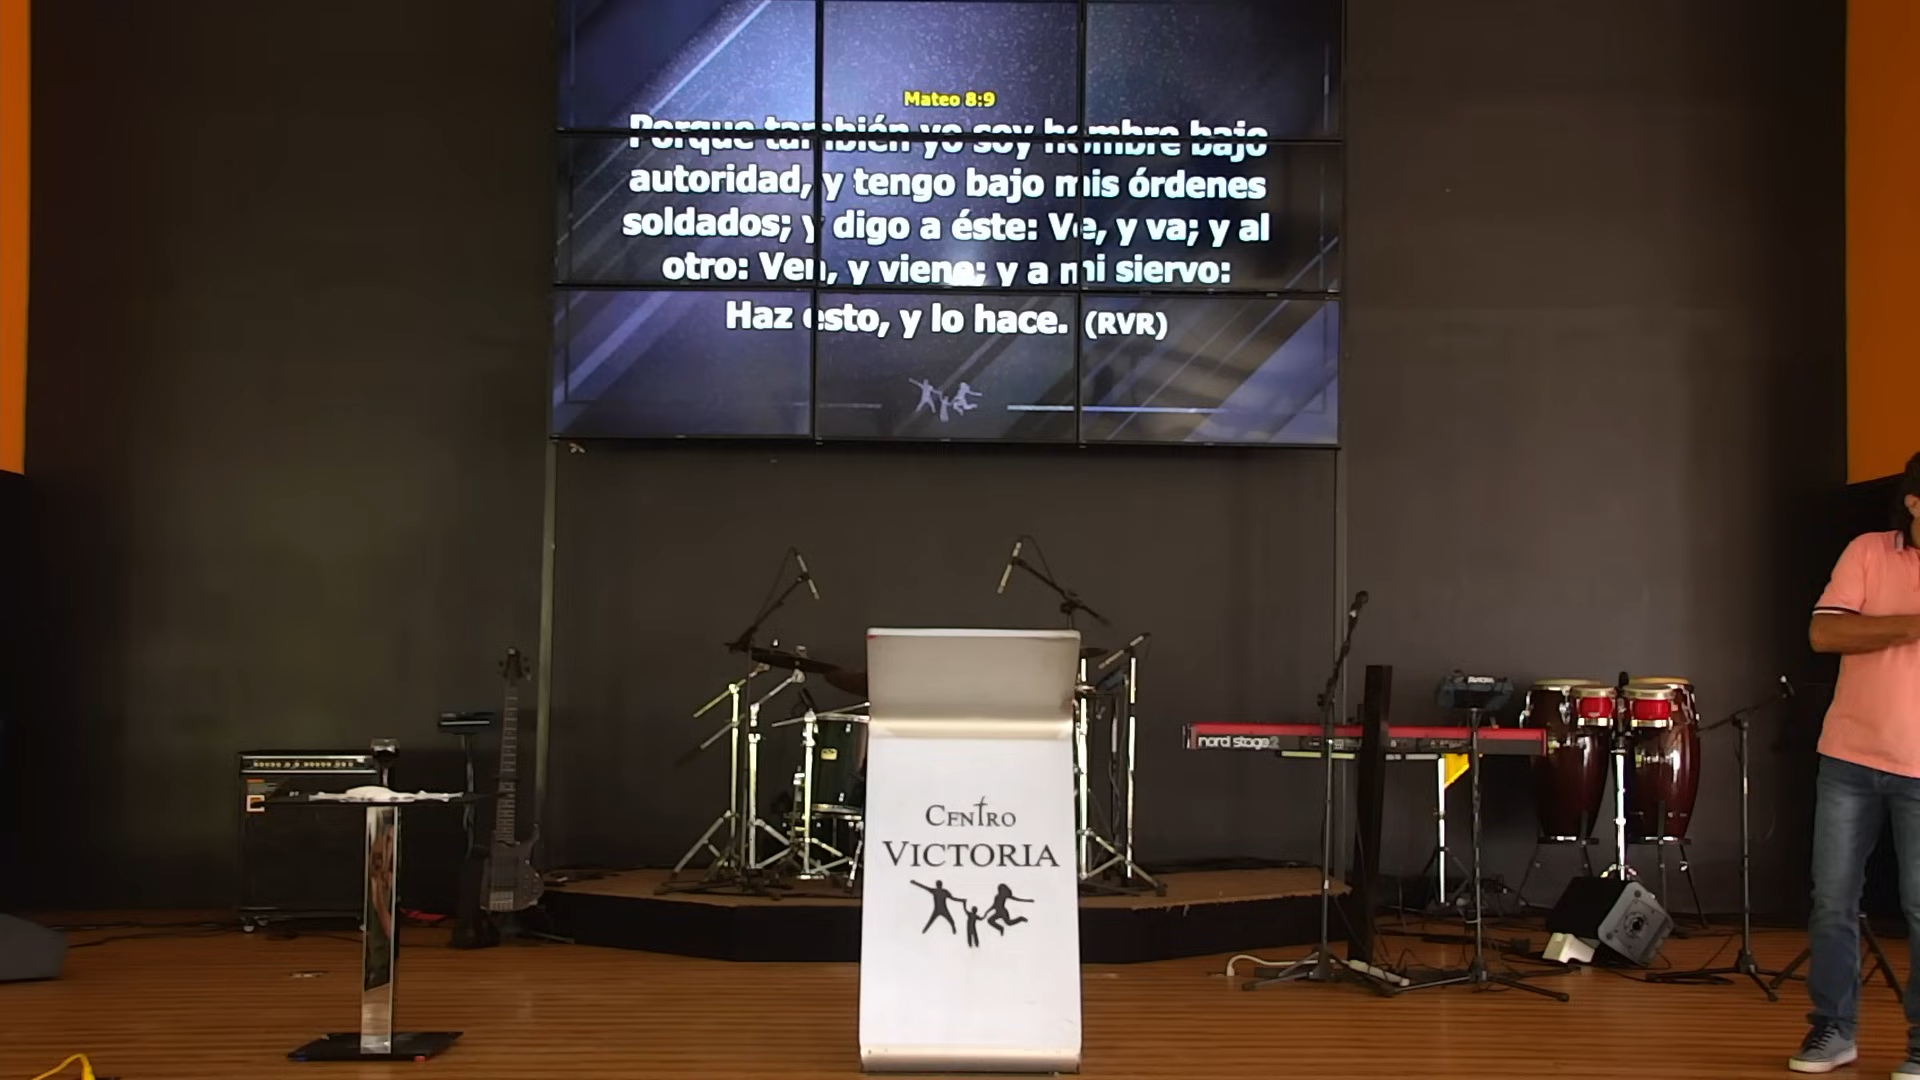 Mateo 8:9
Porque también yo soy hombre bajo
autoridad, y tengo bajo mis órdenes
soldados; y digo a éste: Ve, y va; y al
otro: Ven, y viene; y a mi siervo:
Haz esto, y lo hace. (RVR)
nord stage 2
CENTRO
VICTORIA